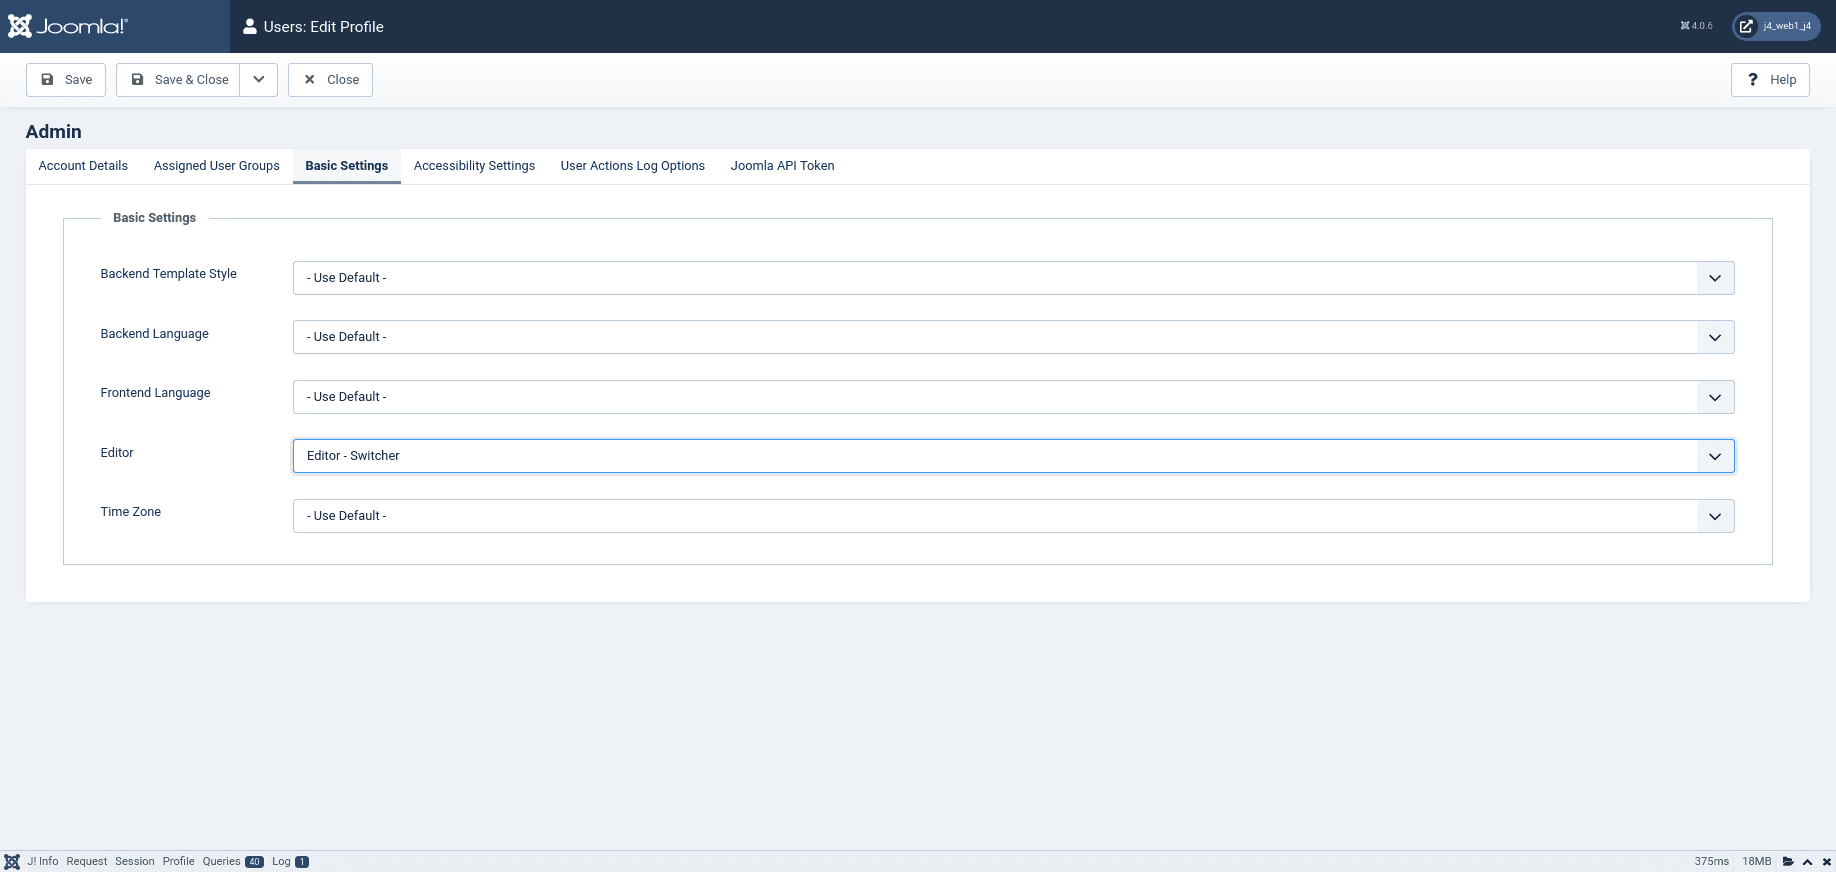 Joomla!®
Users: Edit Profile
4.0.6
j4_web1_j4
Save
Save & Close
Close
? Help
Admin
Account Details Assigned User Groups Basic Settings Accessibility Settings User Actions Log Options Joomla API Token
Basic Settings
Backend Template Style
- Use Default -
Backend Language
- Use Default -
Frontend Language
- Use Default -
Editor
Editor - Switcher
Time Zone
- Use Default -
J! Info Request Session Profile Queries 40 Log 1
375ms 18MB